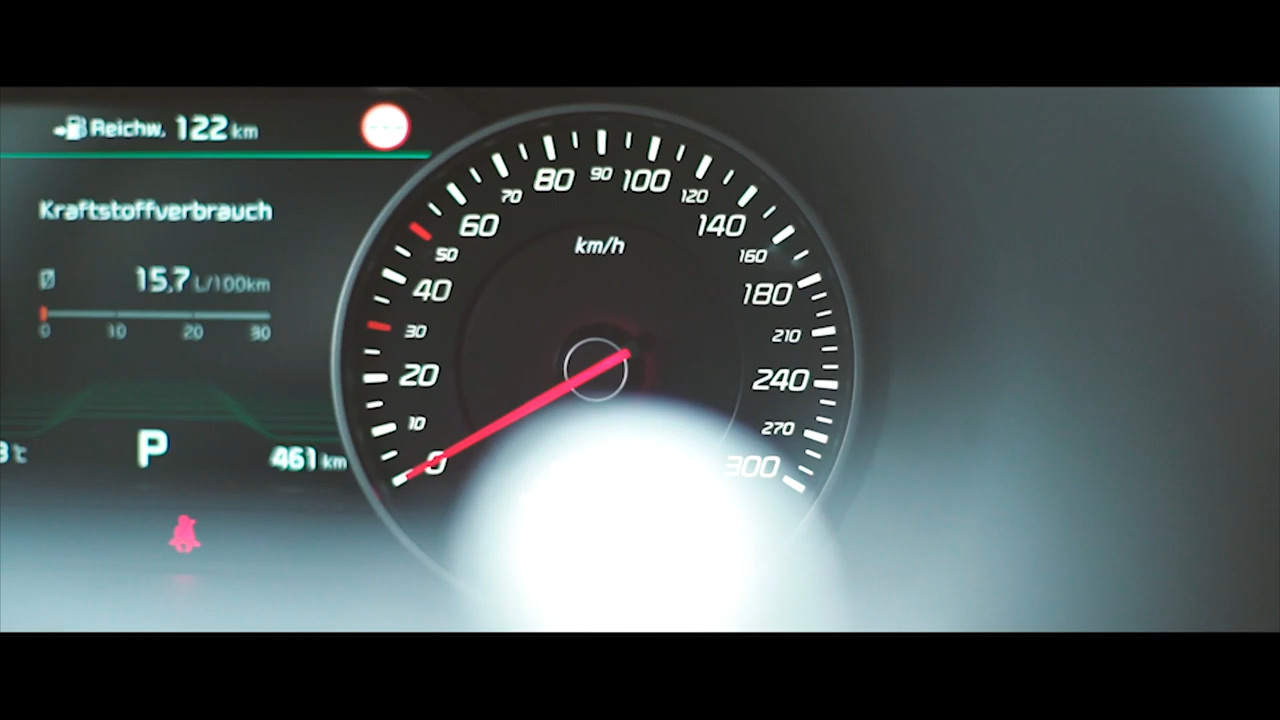 Reichw. 122 km
Kraftstoffverbrauch
Ø 15,7 L/100km
0 10 20 30
P
461 km
km/h
0
10
20
30
40
50
60
70
80
90
100
120
140
160
180
210
240
270
300